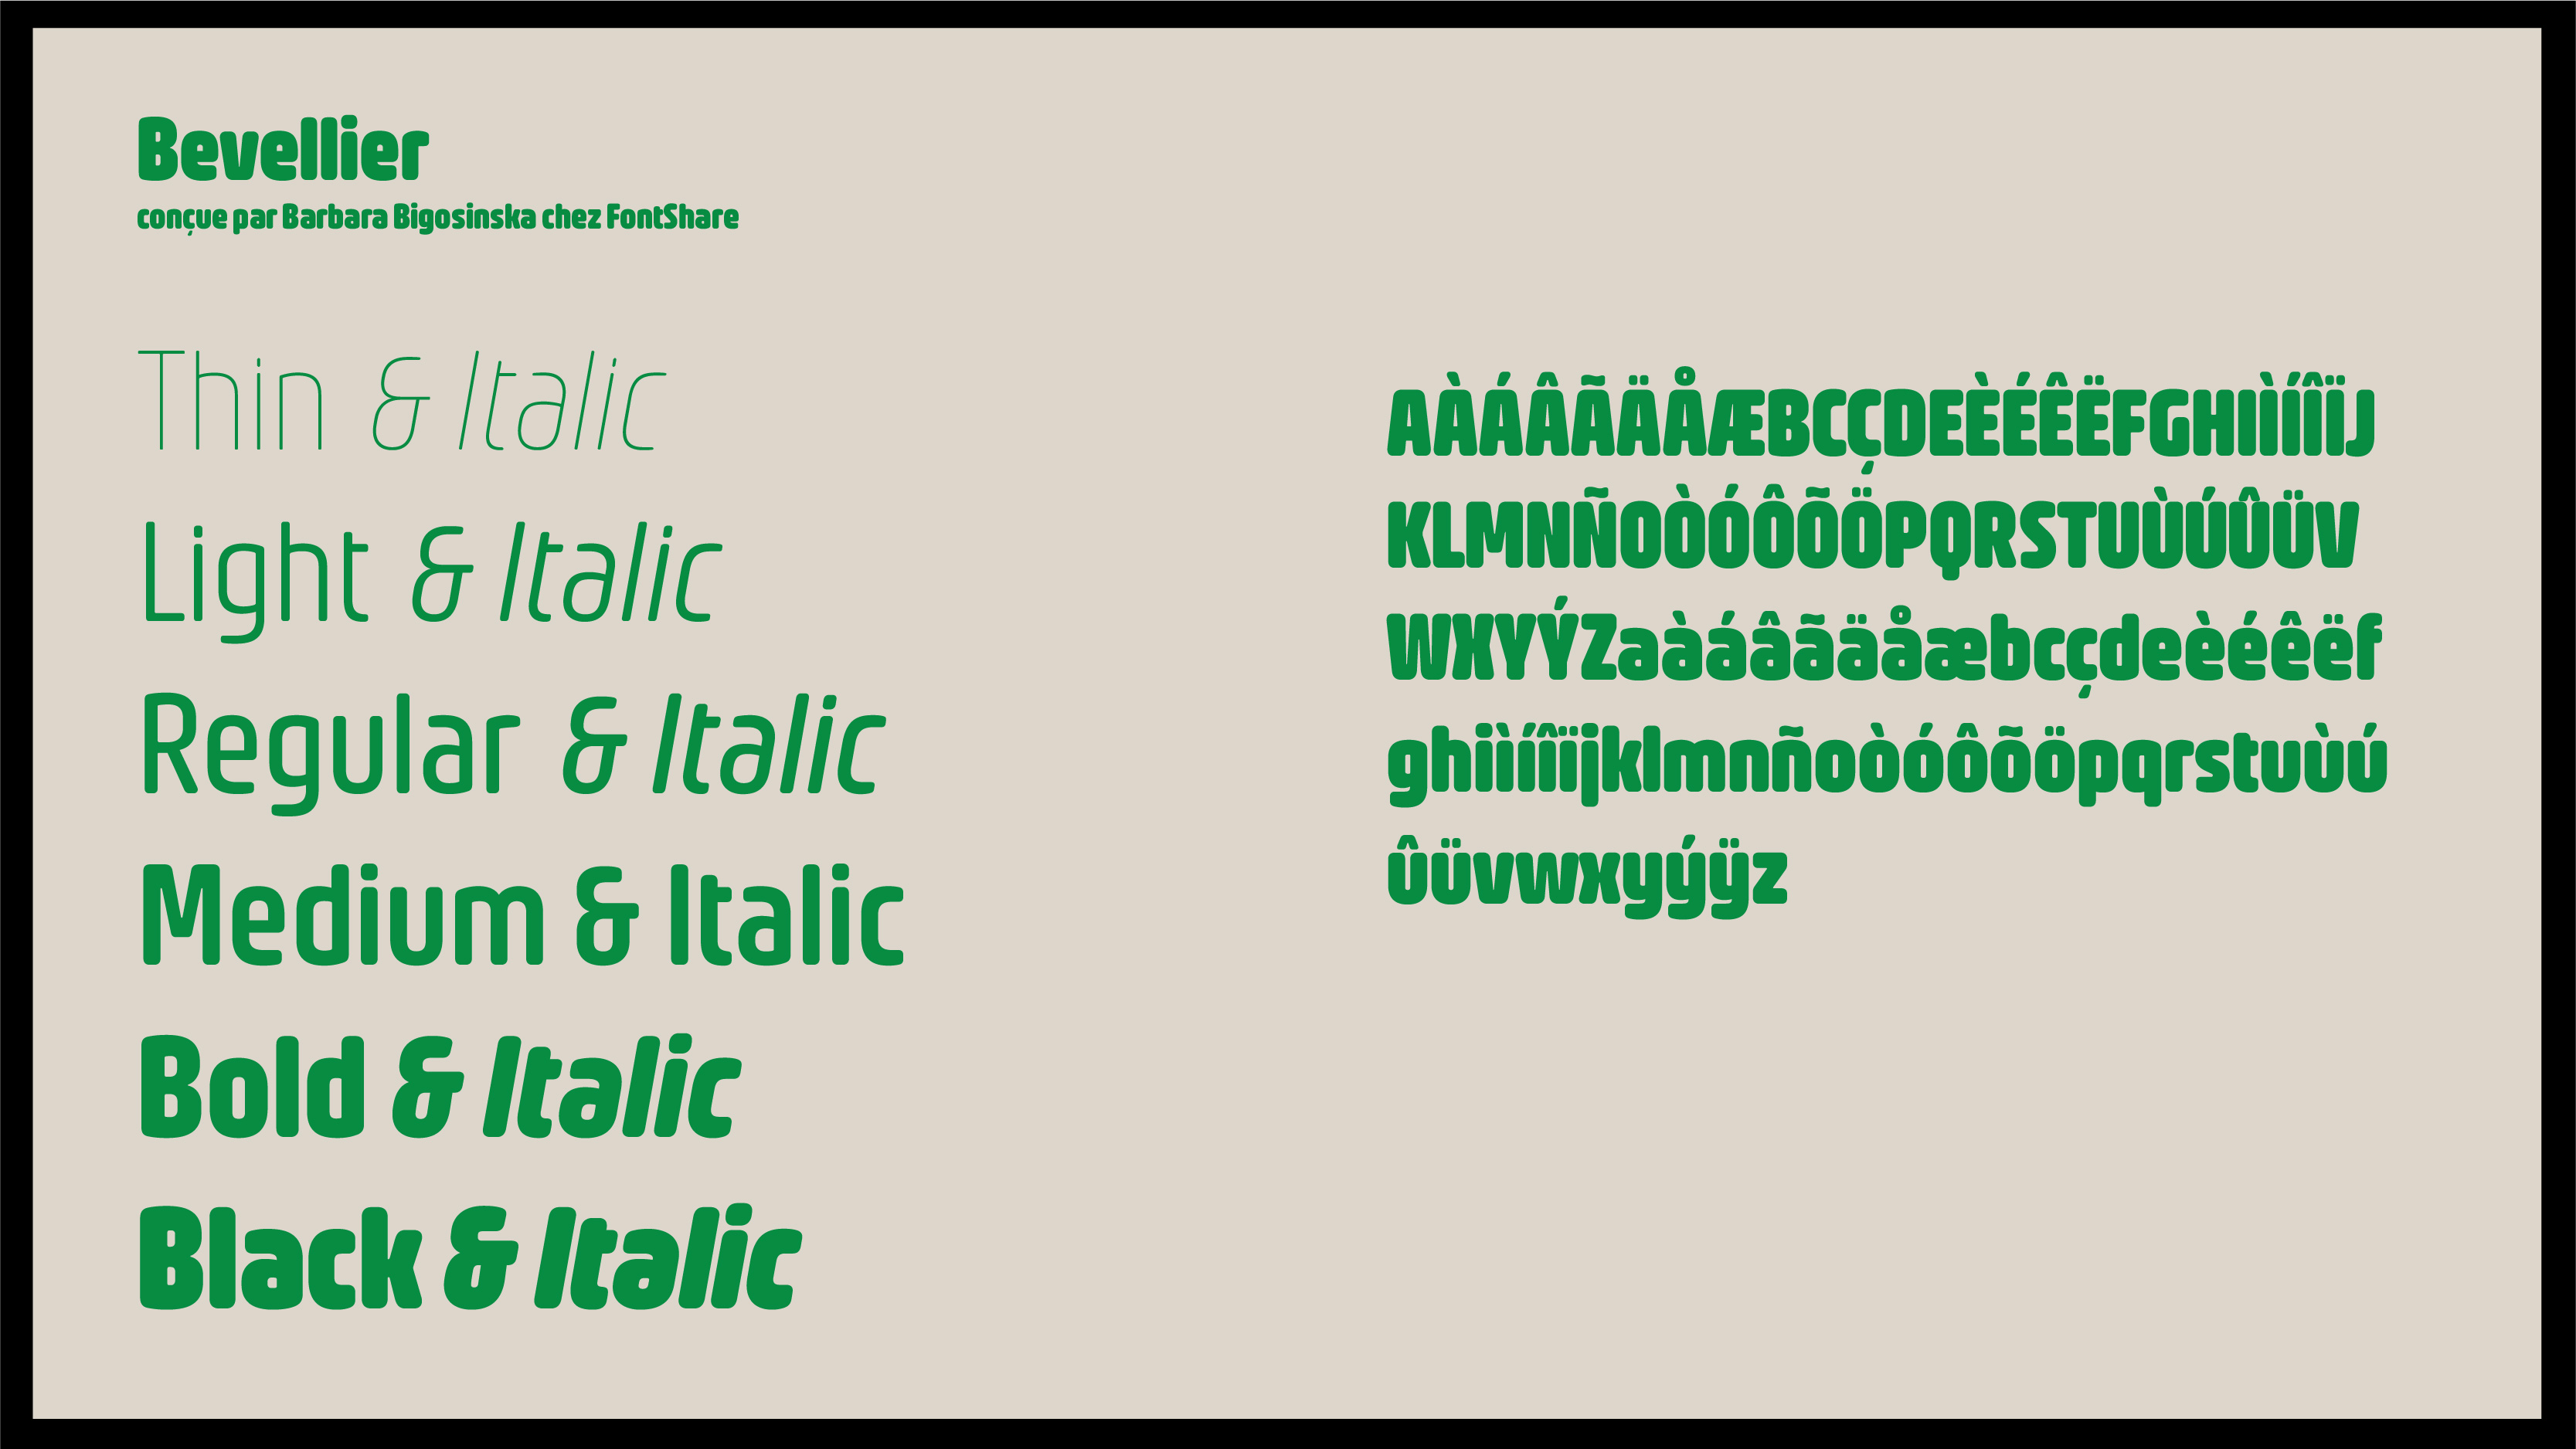 Bevellier
conçue par Barbara Bigosinska chez FontShare
Thin & Italic
Light & Italic
Regular & Italic
Medium & Italic
Bold & Italic
Black & Italic
AÀÁÂÃÄÅÆBCÇDEÈÉÊËFGHIÌÍÎÏJ
KLMNÑOÒÓÔÕÖPQRSTUÙÚÛÜV
WXYÝZaàáâãäåæbcçdeèéêëf
ghiìíîïjklmnñoòóôõöpqrstuùú
ûüvwxyýÿz